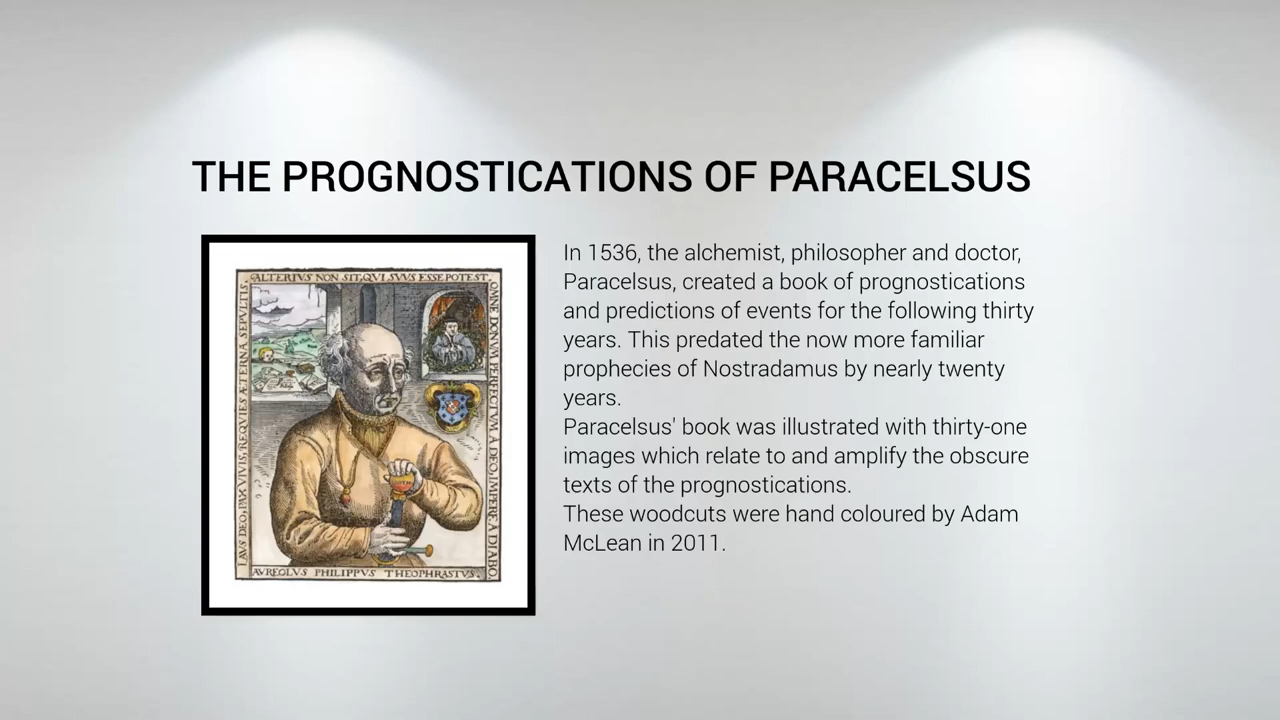 THE PROGNOSTICATIONS OF PARACELSUS
ALTERIVS NON SIT, QVI SVVS ESSE POTEST,
OMNE DONVM PERFECTVM A DEO, IMPERF. A DIABO.
LAVS DEO, PAX VIVIS, REQVIES ÆTERNA SEPVLTIS,
AVREOLVS PHILIPPVS THEOPHRASTVS,
In 1536, the alchemist, philosopher and doctor,
Paracelsus, created a book of prognostications
and predictions of events for the following thirty
years. This predated the now more familiar
prophecies of Nostradamus by nearly twenty
years.
Paracelsus' book was illustrated with thirty-one
images which relate to and amplify the obscure
texts of the prognostications.
These woodcuts were hand coloured by Adam
McLean in 2011.